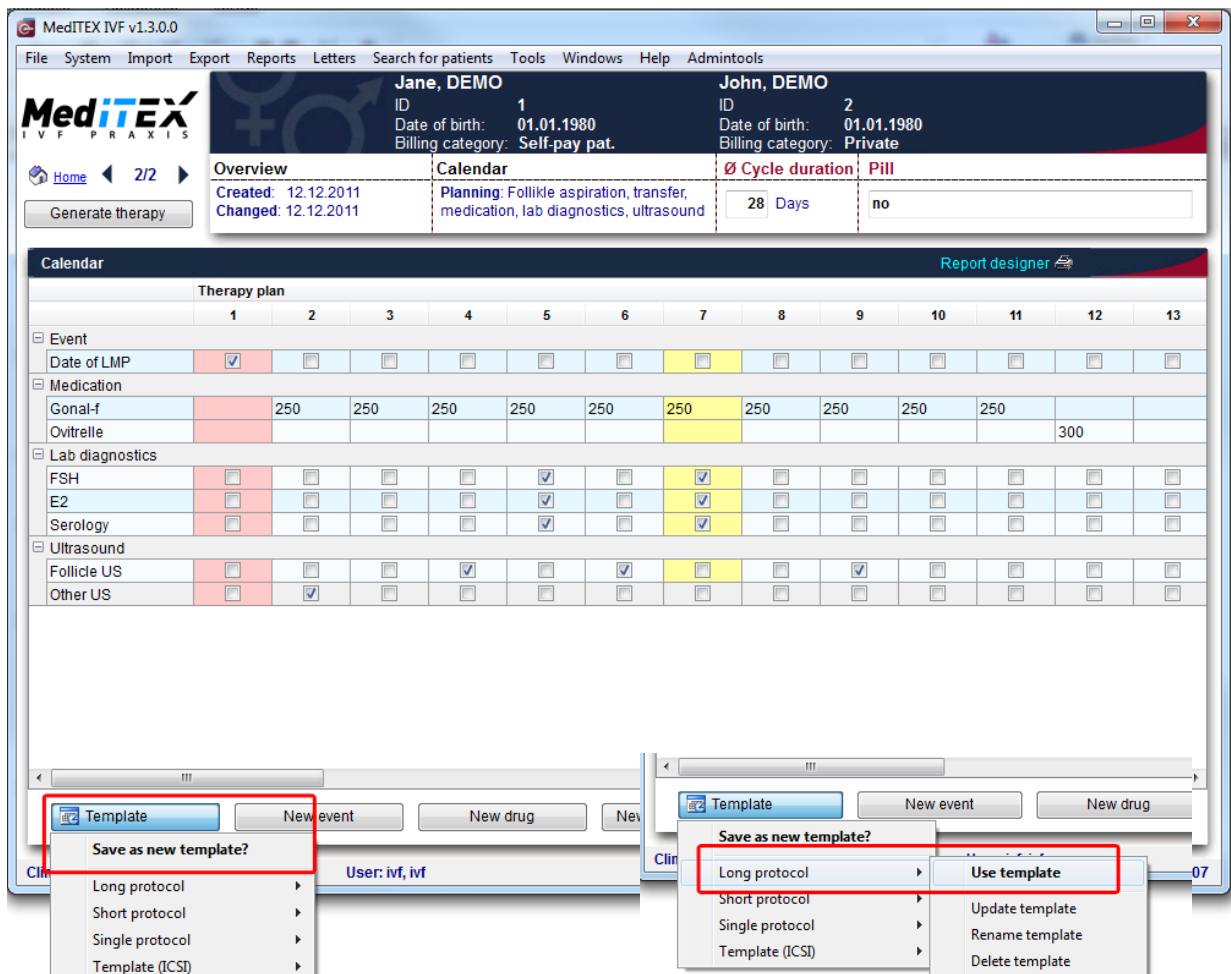 MedITEX IVF v1.3.0.0
File System Import Export Reports Letters Search for patients Tools Windows Help Admintools
MedITEX
IVF PRAXIS
Jane, DEMO John, DEMO
ID 1 ID 2
Date of birth: 01.01.1980 Date of birth: 01.01.1980
Billing category: Self-pay pat. Billing category: Private
Home 2/2
Generate therapy
Overview Calendar Ø Cycle duration Pill
Created: 12.12.2011 Planning: Follikle aspiration, transfer,
Changed: 12.12.2011 medication, lab diagnostics, ultrasound 28 Days no
Calendar Report designer
Therapy plan
1 2 3 4 5 6 7 8 9 10 11 12 13
Event
Date of LMP
Medication
Gonal-f 250 250 250 250 250 250 250 250 250 250
Ovitrelle 300
Lab diagnostics
FSH
E2
Serology
Ultrasound
Follicle US
Other US
Template New event New drug New
Save as new template?
Clin User: ivf, ivf
Long protocol
Short protocol
Single protocol
Template (ICSI)
Template New event New drug
Save as new template?
Clin 07
Long protocol Use template
Short protocol Update template
Single protocol Rename template
Template (ICSI) Delete template